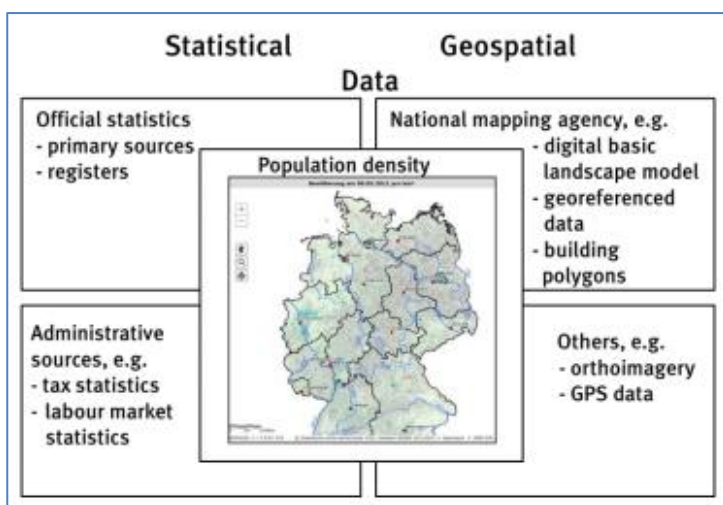 Statistical Geospatial
Data
Official statistics
- primary sources
- registers
National mapping agency, e.g.
- digital basic
landscape model
- georeferenced
data
- building
polygons
Population density
Administrative
sources, e.g.
- tax statistics
- labour market
statistics
Others, e.g.
- orthoimagery
- GPS data